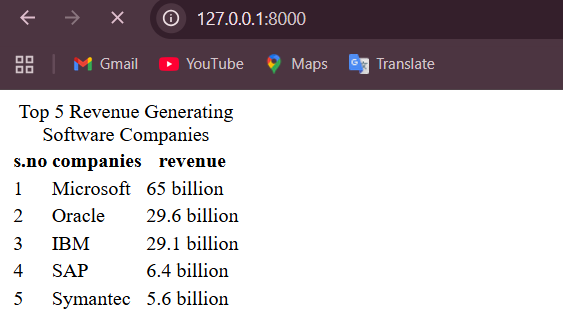 127.0.0.1:8000
Gmail YouTube Maps Translate
Top 5 Revenue Generating
Software Companies
s.no companies revenue
1 Microsoft 65 billion
2 Oracle 29.6 billion
3 IBM 29.1 billion
4 SAP 6.4 billion
5 Symantec 5.6 billion